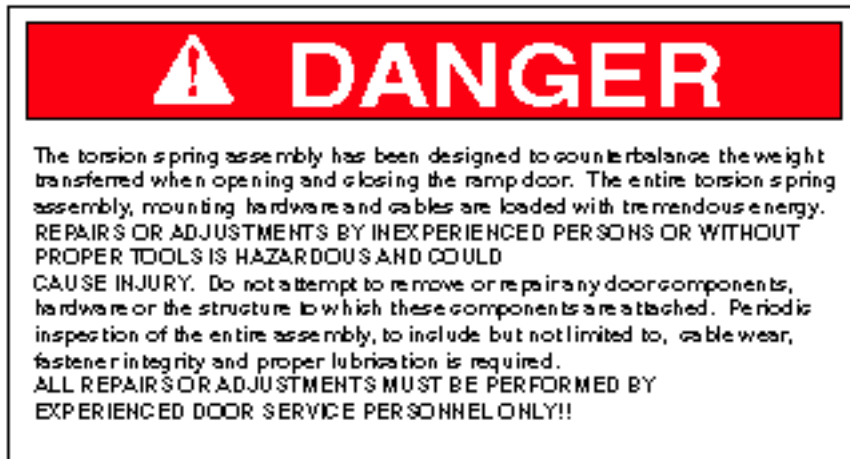 DANGER
The torsion spring assembly has been designed to counterbalance the weight
transferred when opening and closing the ramp door. The entire torsion spring
assembly, mounting hardware and cables are loaded with tremendous energy.
REPAIRS OR ADJUSTMENTS BY INEXPERIENCED PERSONS OR WITHOUT
PROPER TOOLS IS HAZARDOUS AND COULD
CAUSE INJURY. Do not attempt to remove or repair any door components,
hardware or the structure to which these components are attached. Periodic
inspection of the entire assembly, to include but not limited to, cable wear,
fastener integrity and proper lubrication is required.
ALL REPAIRS OR ADJUSTMENTS MUST BE PERFORMED BY
EXPERIENCED DOOR SERVICE PERSONNEL ONLY!!